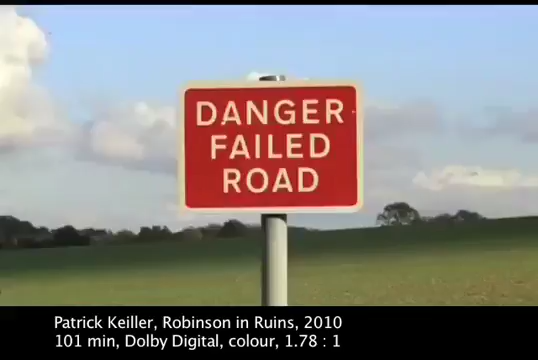 DANGER
FAILED
ROAD
Patrick Keiller, Robinson in Ruins, 2010
101 min, Dolby Digital, colour, 1.78 : 1